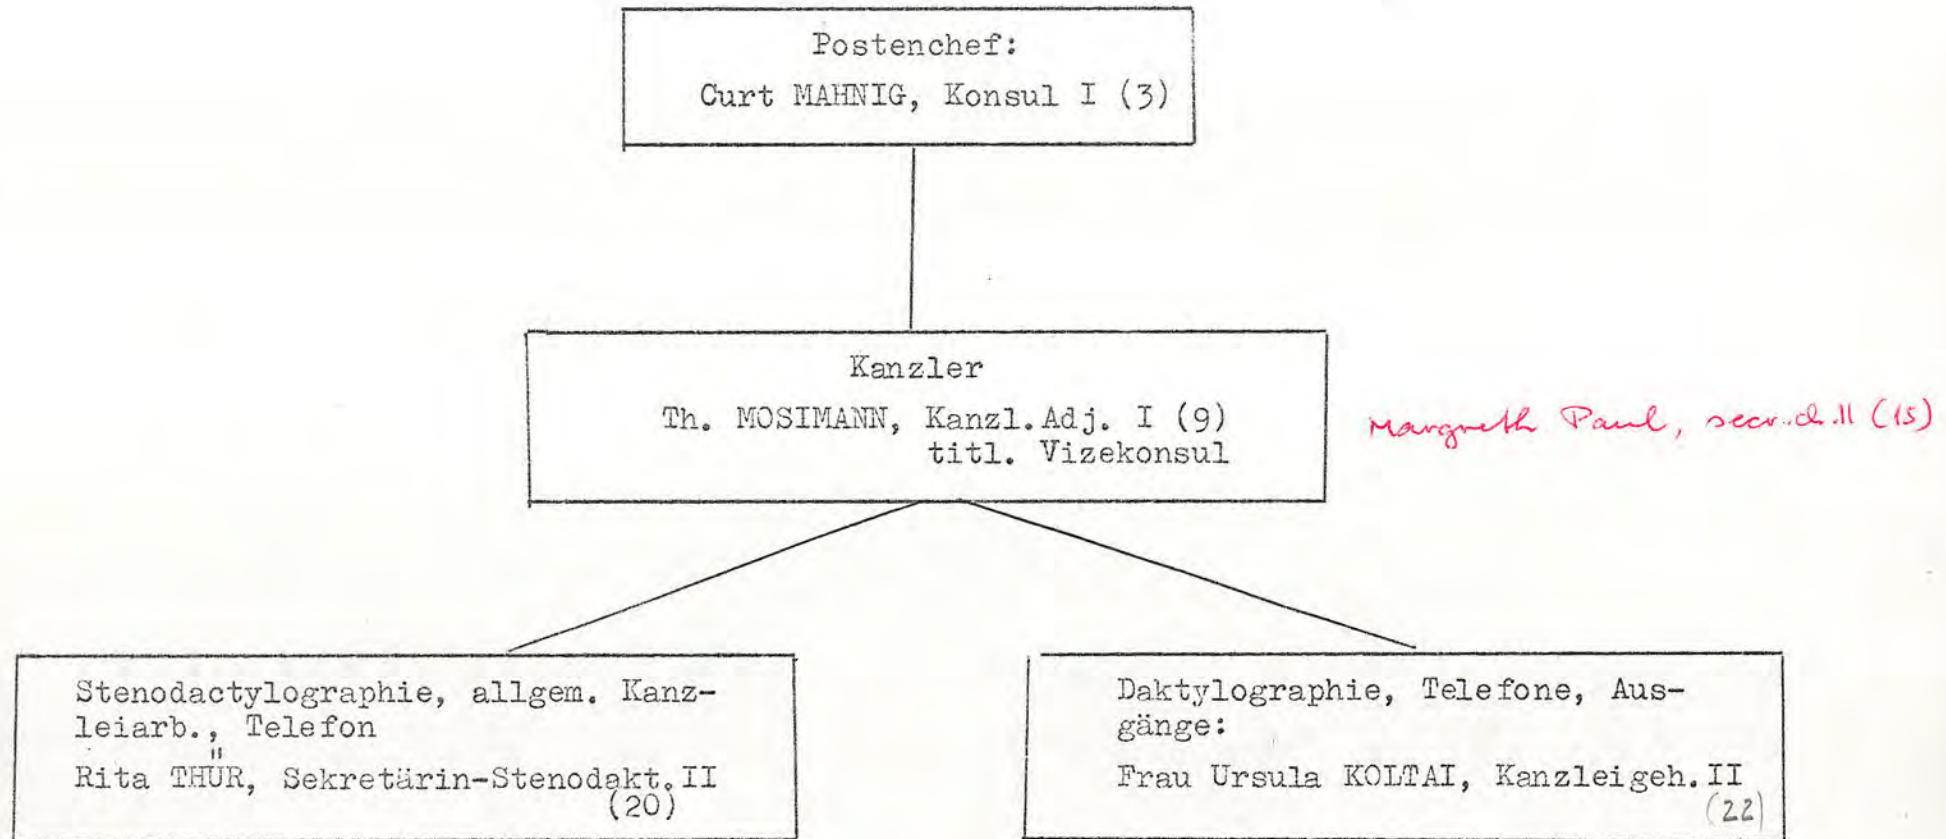 Postenchef:
Curt MAHNIG, Konsul I (3)
Kanzler
Th. MOSIMANN, Kanzl.Adj. I (9)
titl. Vizekonsul
Margreth Paul, secr.ch.II (15)
Stenodactylographie, allgem. Kanz-
leiarb., Telefon
Rita THÜR, Sekretärin-Stenodakt.II
(20)
Daktylographie, Telefone, Aus-
gänge:
Frau Ursula KOLTAI, Kanzleigeh.II
(22)